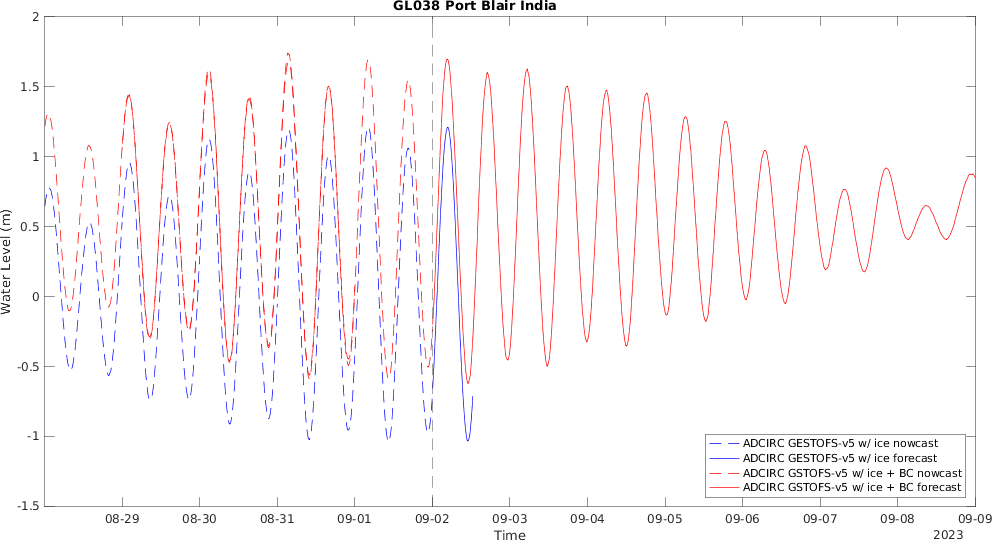 GL038 Port Blair India
Water Level (m)
2
1.5
1
0.5
0
-0.5
-1
-1.5
ADCIRC GESTOFS-v5 w/ ice nowcast
ADCIRC GESTOFS-v5 w/ ice forecast
ADCIRC GSTOFS-v5 w/ ice + BC nowcast
ADCIRC GSTOFS-v5 w/ ice + BC forecast
08-29 08-30 08-31 09-01 09-02 09-03 09-04 09-05 09-06 09-07 09-08 09-09
Time
2023